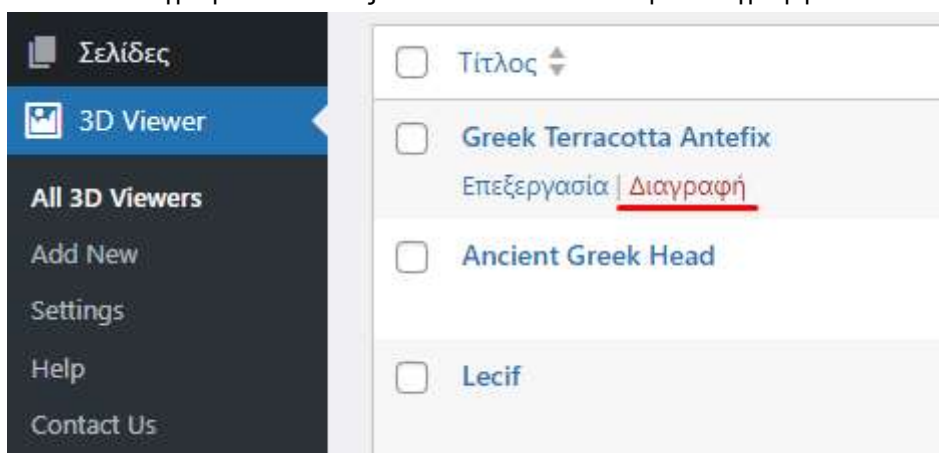 Σελίδες
3D Viewer
All 3D Viewers
Add New
Settings
Help
Contact Us
Τίτλος
Greek Terracotta Antefix
Επεξεργασία | Διαγραφή
Ancient Greek Head
Lecif